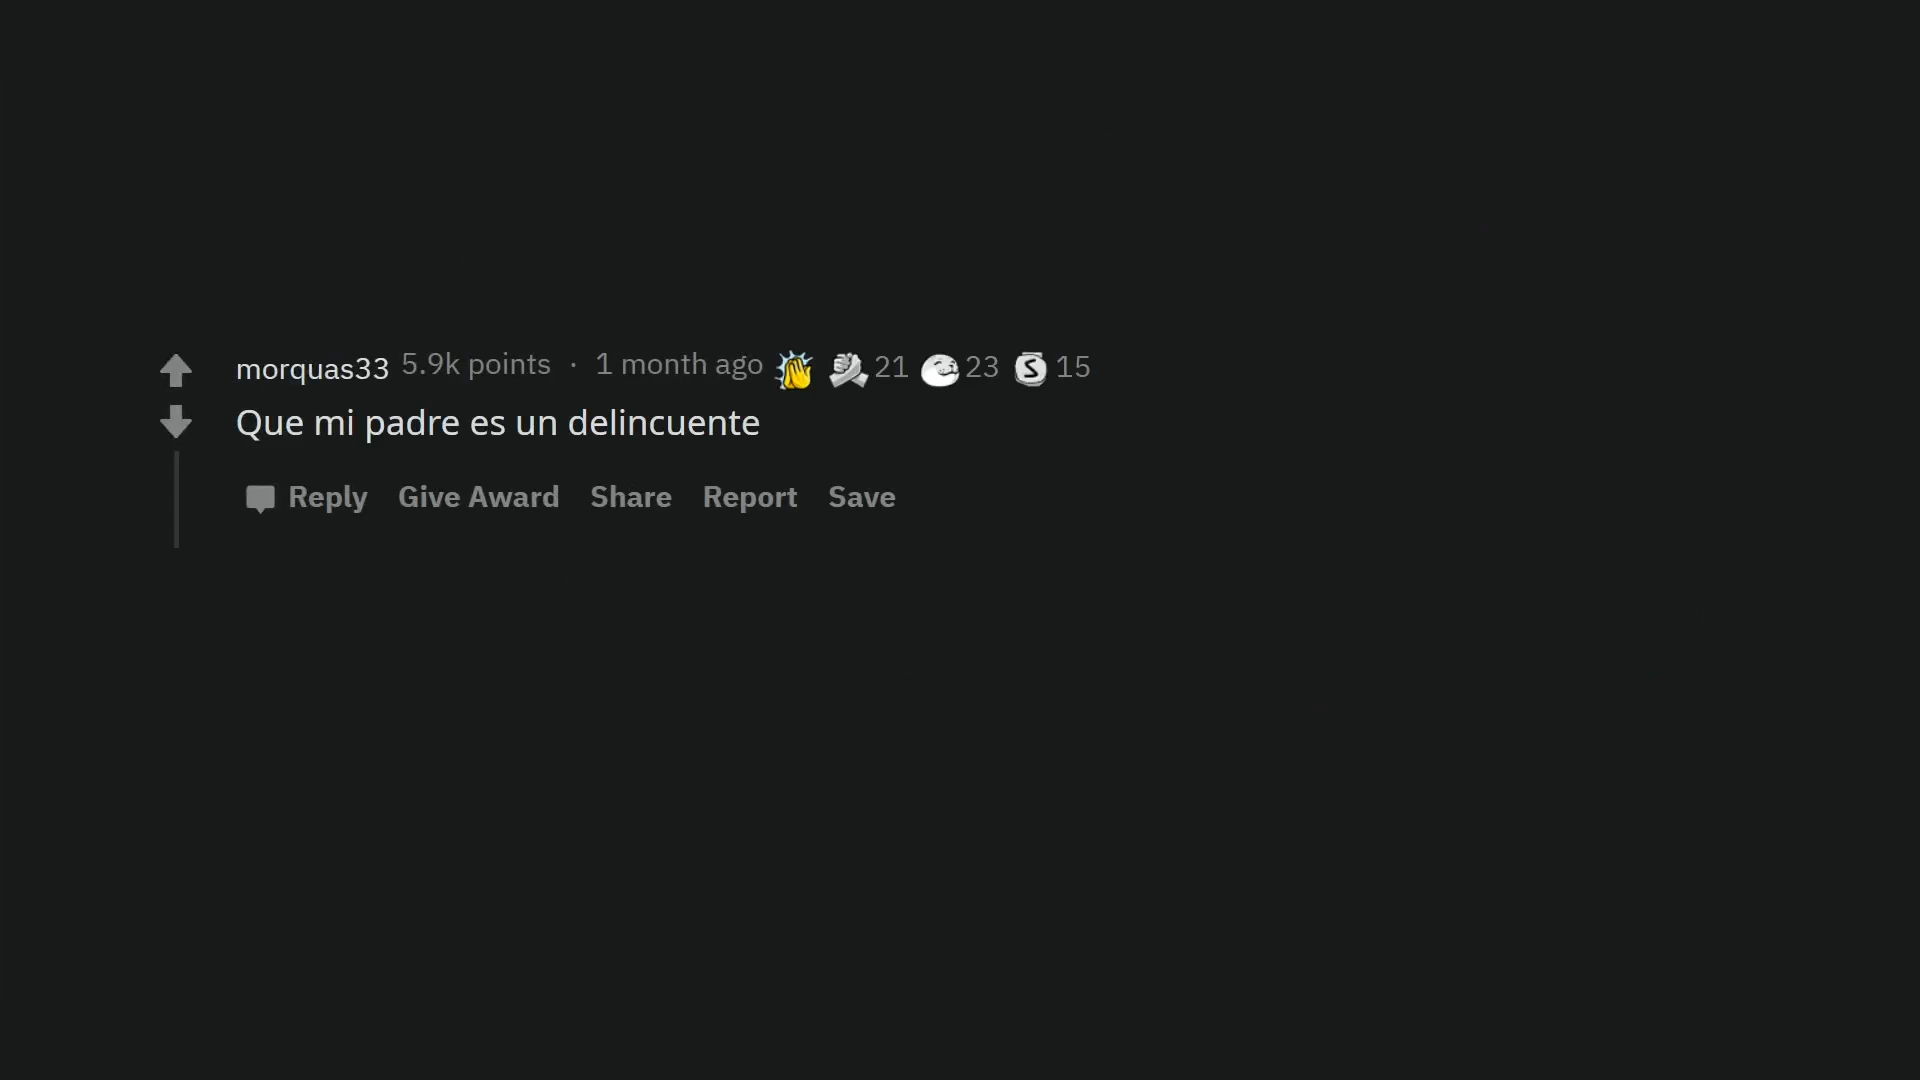 morquas33 5.9k points · 1 month ago 21 23 S 15
Que mi padre es un delincuente
Reply Give Award Share Report Save